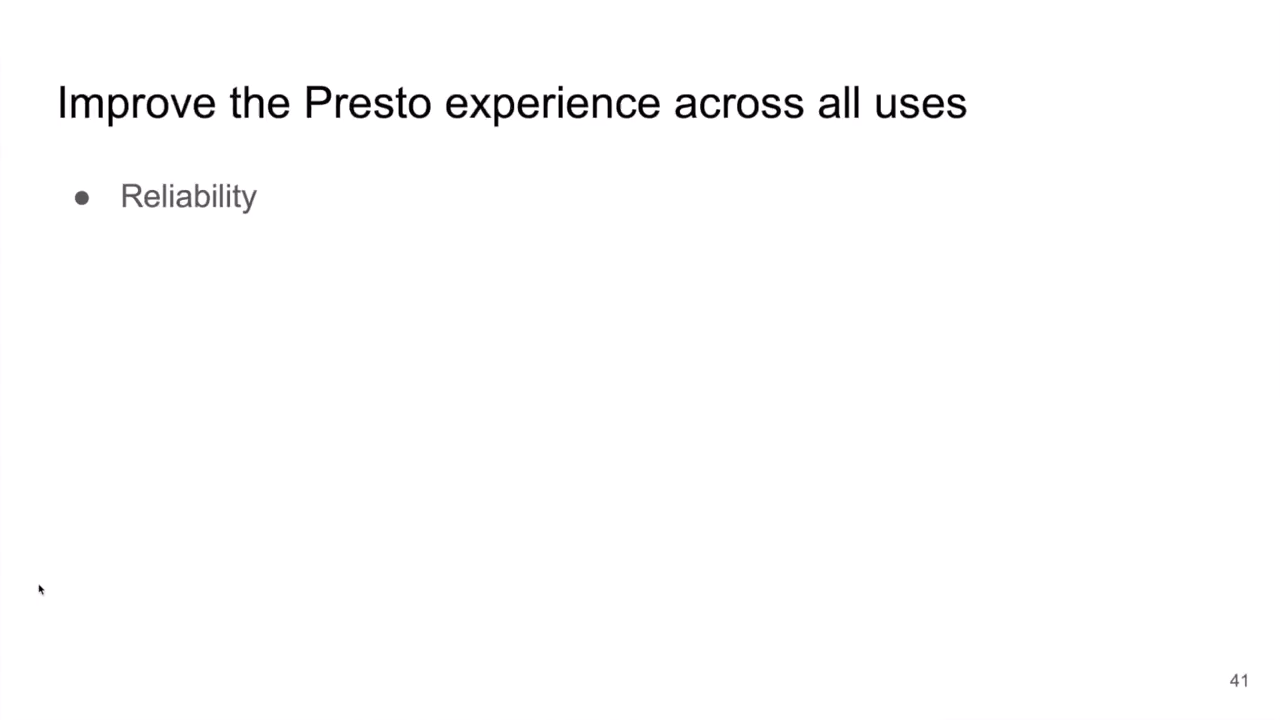 Improve the Presto experience across all uses
● Reliability
41